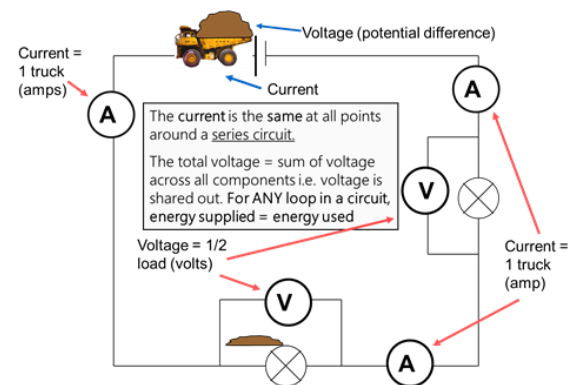 Voltage (potential difference)
Current =
1 truck
(amps)
Current
A
A
The current is the same at all points
around a series circuit.
The total voltage = sum of voltage
across all components i.e. voltage is
shared out. For ANY loop in a circuit,
energy supplied = energy used
V
Voltage = 1/2
load (volts)
Current =
1 truck
(amp)
V
A